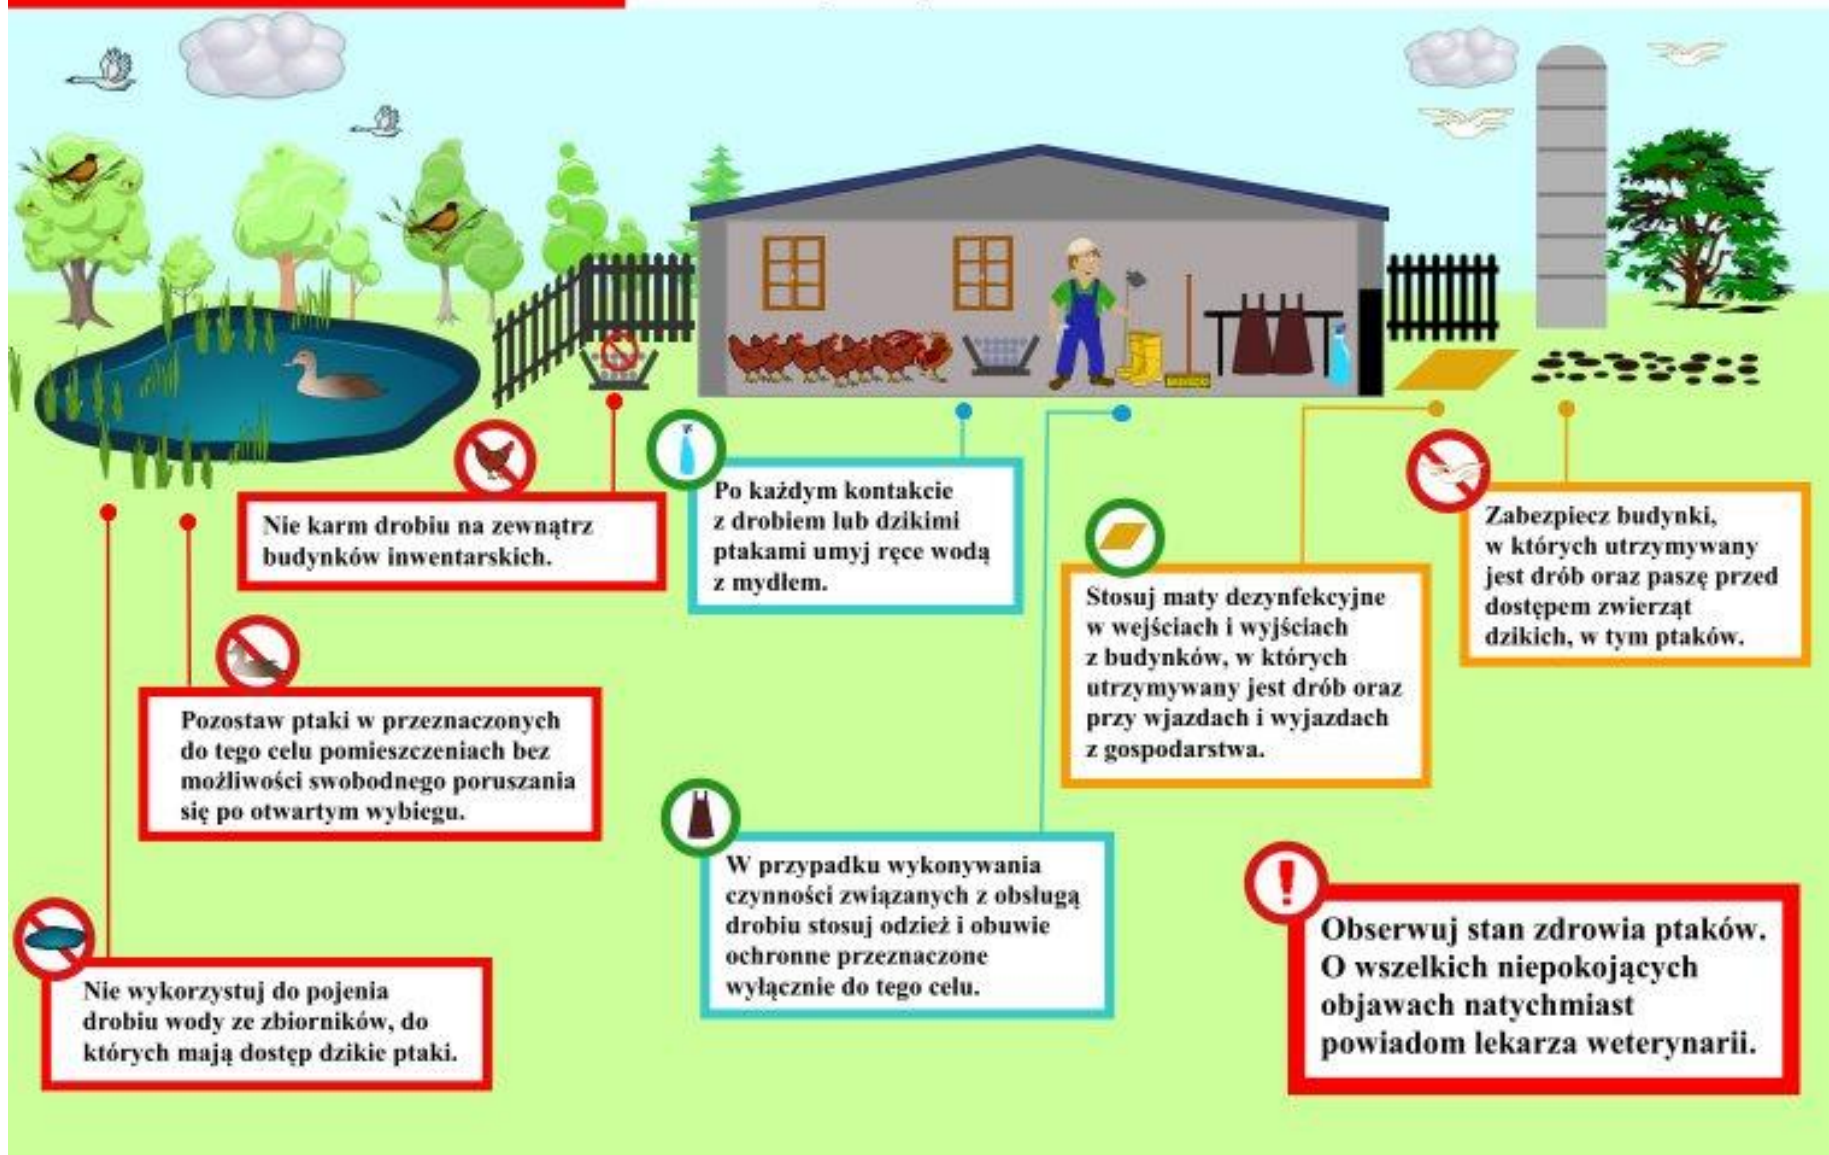 Nie karm drobiu na zewnątrz
budynków inwentarskich.
Po każdym kontakcie
z drobiem lub dzikimi
ptakami umyj ręce wodą
z mydłem.
Zabezpiecz budynki,
w których utrzymywany
jest drób oraz paszę przed
dostępem zwierząt
dzikich, w tym ptaków.
Stosuj maty dezynfekcyjne
w wejściach i wyjściach
z budynków, w których
utrzymywany jest drób oraz
przy wjazdach i wyjazdach
z gospodarstwa.
Pozostaw ptaki w przeznaczonych
do tego celu pomieszczeniach bez
możliwości swobodnego poruszania
się po otwartym wybiegu.
W przypadku wykonywania
czynności związanych z obsługą
drobiu stosuj odzież i obuwie
ochronne przeznaczone
wyłącznie do tego celu.
Nie wykorzystuj do pojenia
drobiu wody ze zbiorników, do
których mają dostęp dzikie ptaki.
Obserwuj stan zdrowia ptaków.
O wszelkich niepokojących
objawach natychmiast
powiadom lekarza weterynarii.